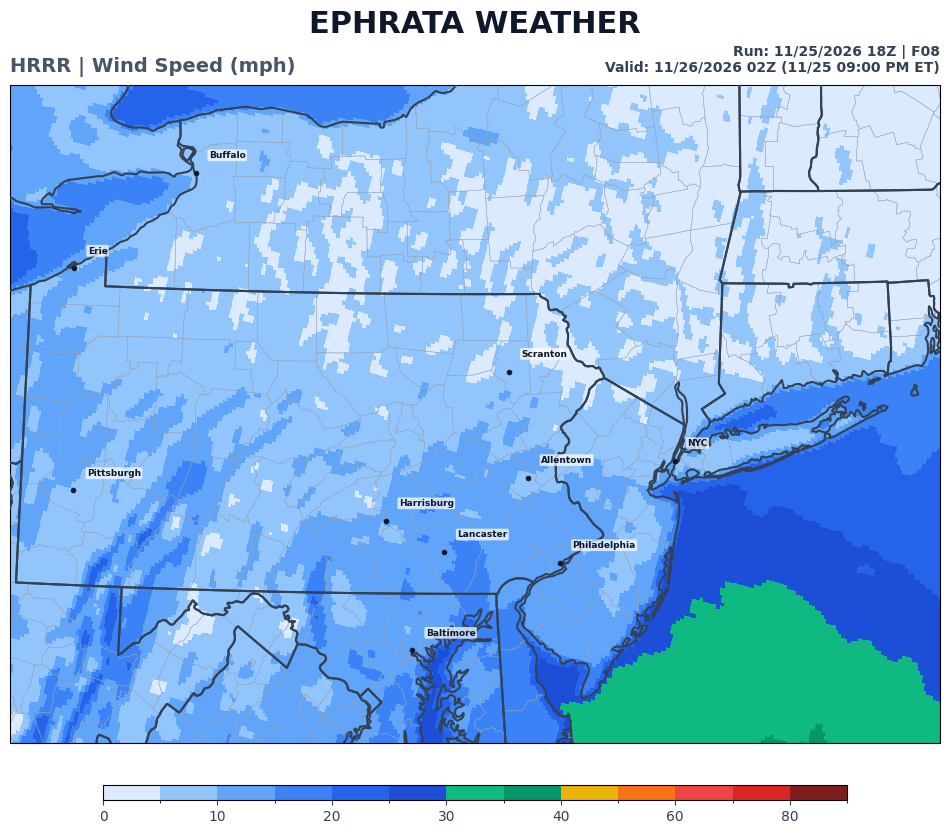 EPHRATA WEATHER
HRRR | Wind Speed (mph)
Run: 11/25/2026 18Z | F08
Valid: 11/26/2026 02Z (11/25 09:00 PM ET)
Buffalo
Erie
Scranton
NYC
Allentown
Pittsburgh
Harrisburg
Lancaster
Philadelphia
Baltimore
0 10 20 30 40 50 60 70 80